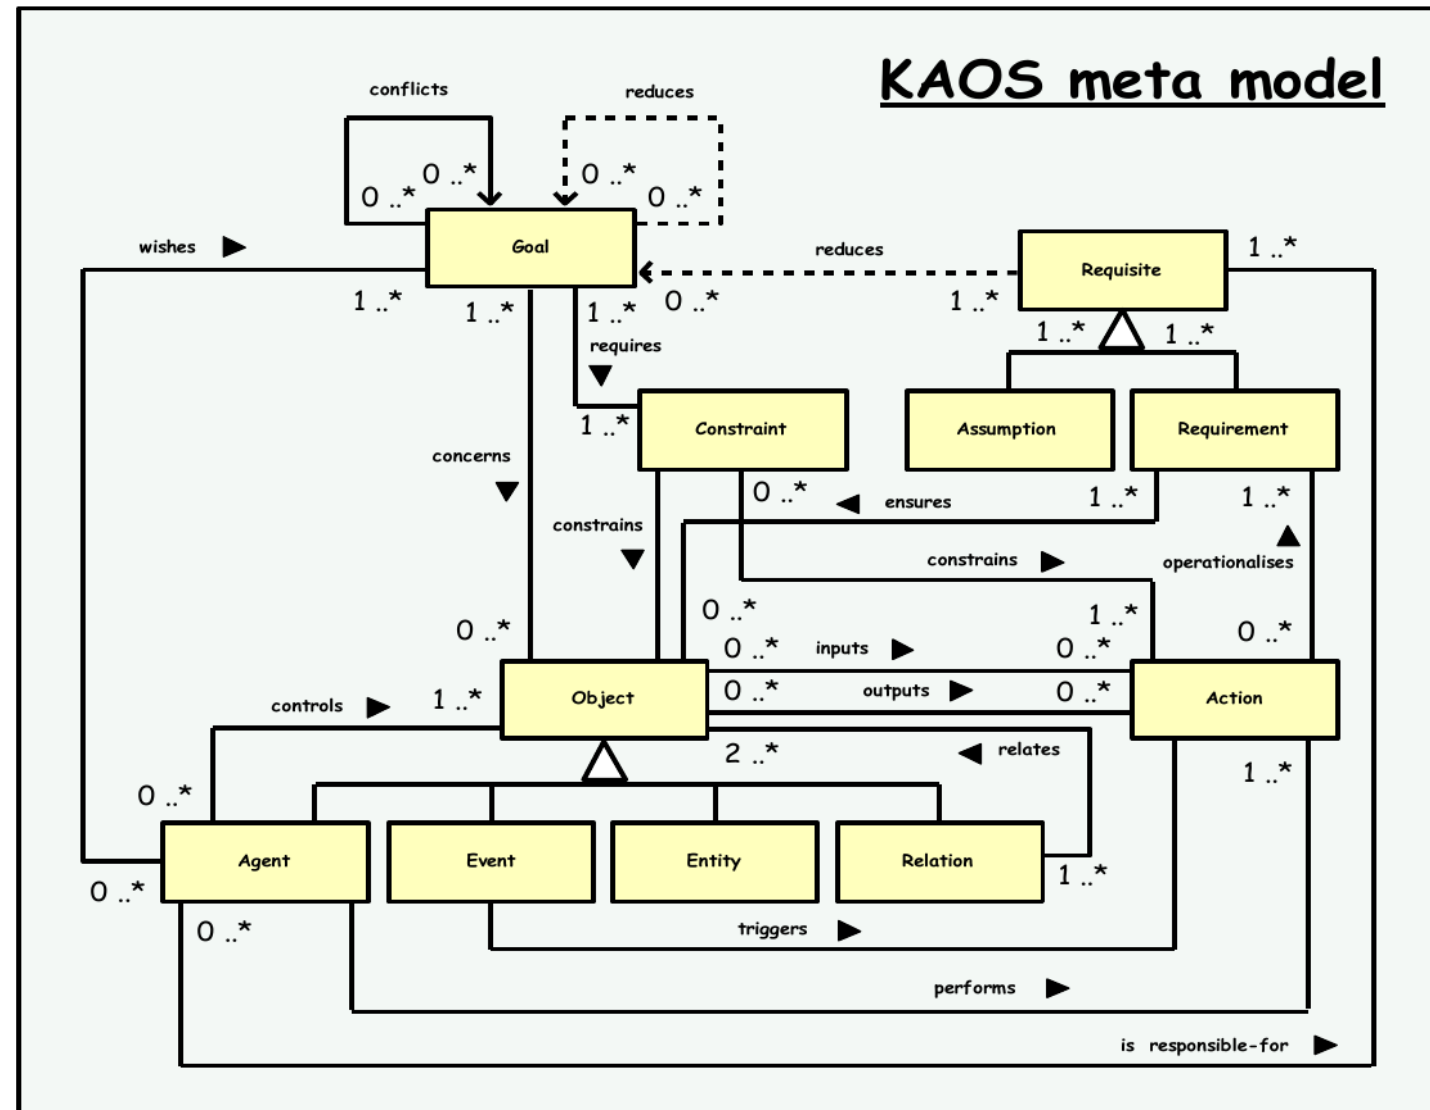 KAOS meta model
conflicts
reduces
0 ..*
0 ..*
0 ..*
0 ..*
wishes
Goal
reduces
Requisite
1 ..*
1 ..*
1 ..*
1 ..*
0 ..*
1 ..*
requires
1 ..*
1 ..*
1 ..*
Constraint
Assumption
Requirement
concerns
0 ..*
ensures
1 ..*
1 ..*
constrains
constrains
operationalises
0 ..*
0 ..*
1 ..*
0 ..*
0 ..*
inputs
0 ..*
Object
0 ..*
outputs
0 ..*
Action
controls
1 ..*
2 ..*
relates
1 ..*
0 ..*
Agent
Event
Entity
Relation
0 ..*
1 ..*
0 ..*
triggers
performs
is responsible-for